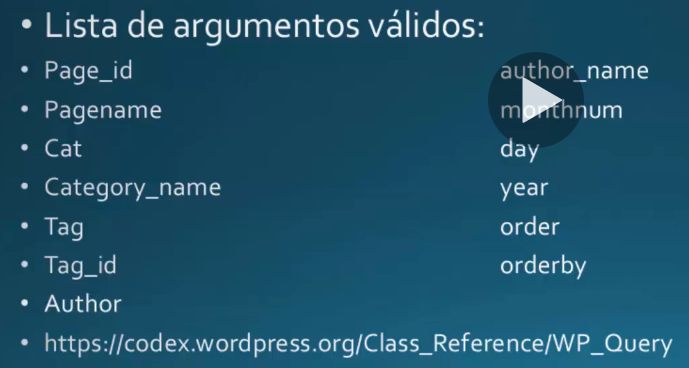 • Lista de argumentos válidos:
• Page_id author_name
• Pagename monthnum
• Cat day
• Category_name year
• Tag order
• Tag_id orderby
• Author
• https://codex.wordpress.org/Class_Reference/WP_Query